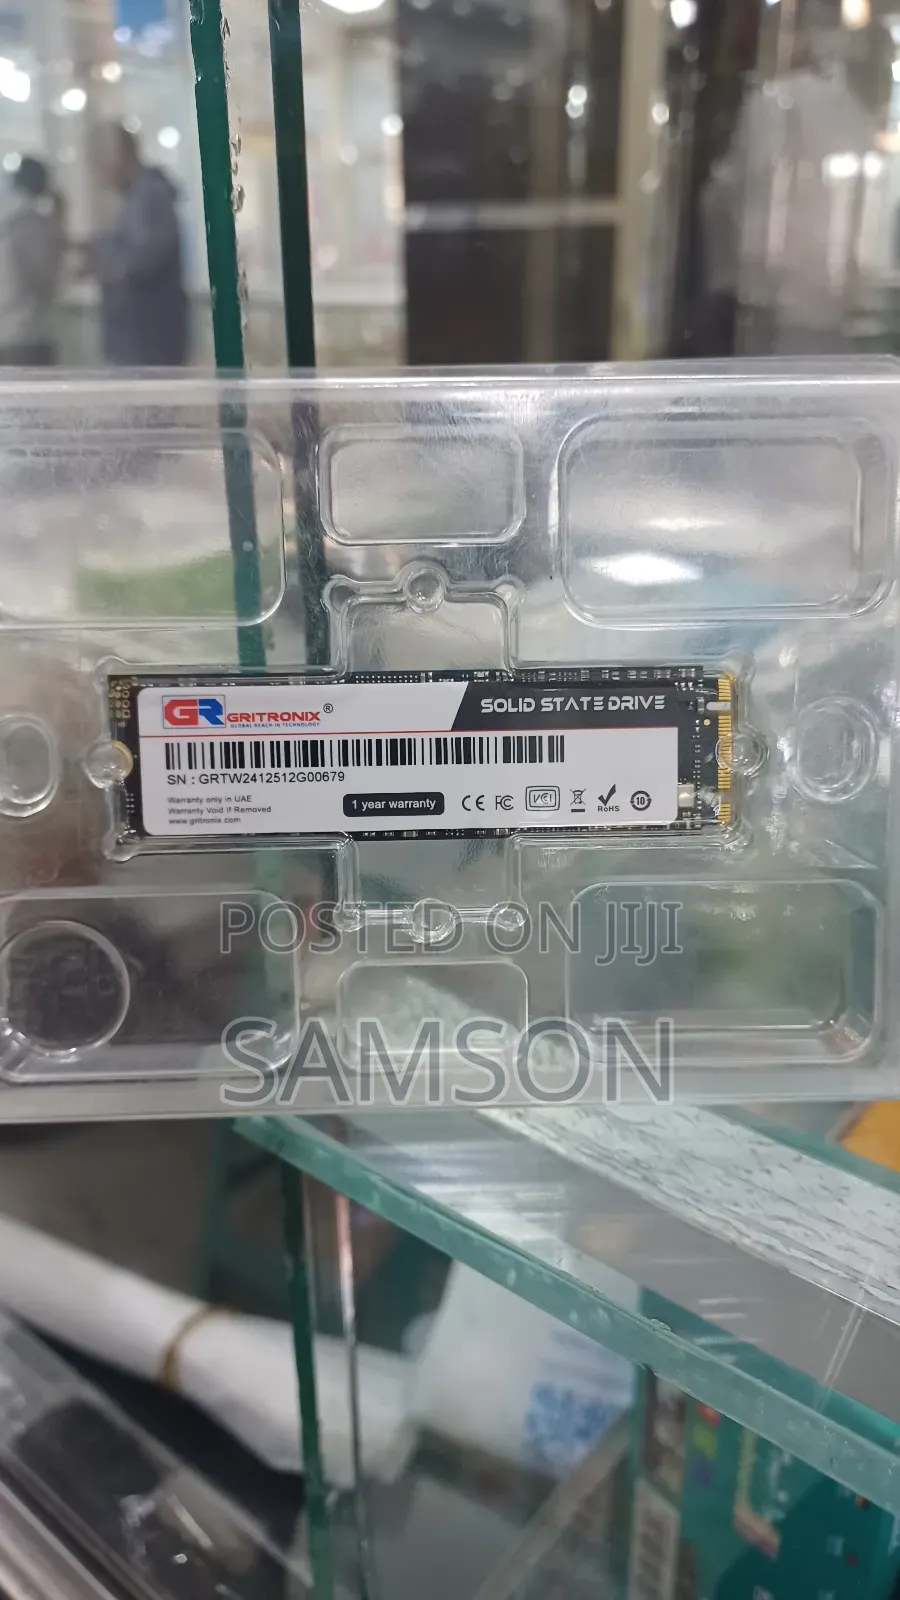 GR GRITRONIX®
GLOBAL REACH IN TECHNOLOGY
SOLID STATE DRIVE
SN : GRTW2412512G00679
Warranty only in UAE
Warranty Void If Removed
www.gritronix.com
1 year warranty
CE FC VCI RoHS 10
POSTED ON JIJI
SAMSON